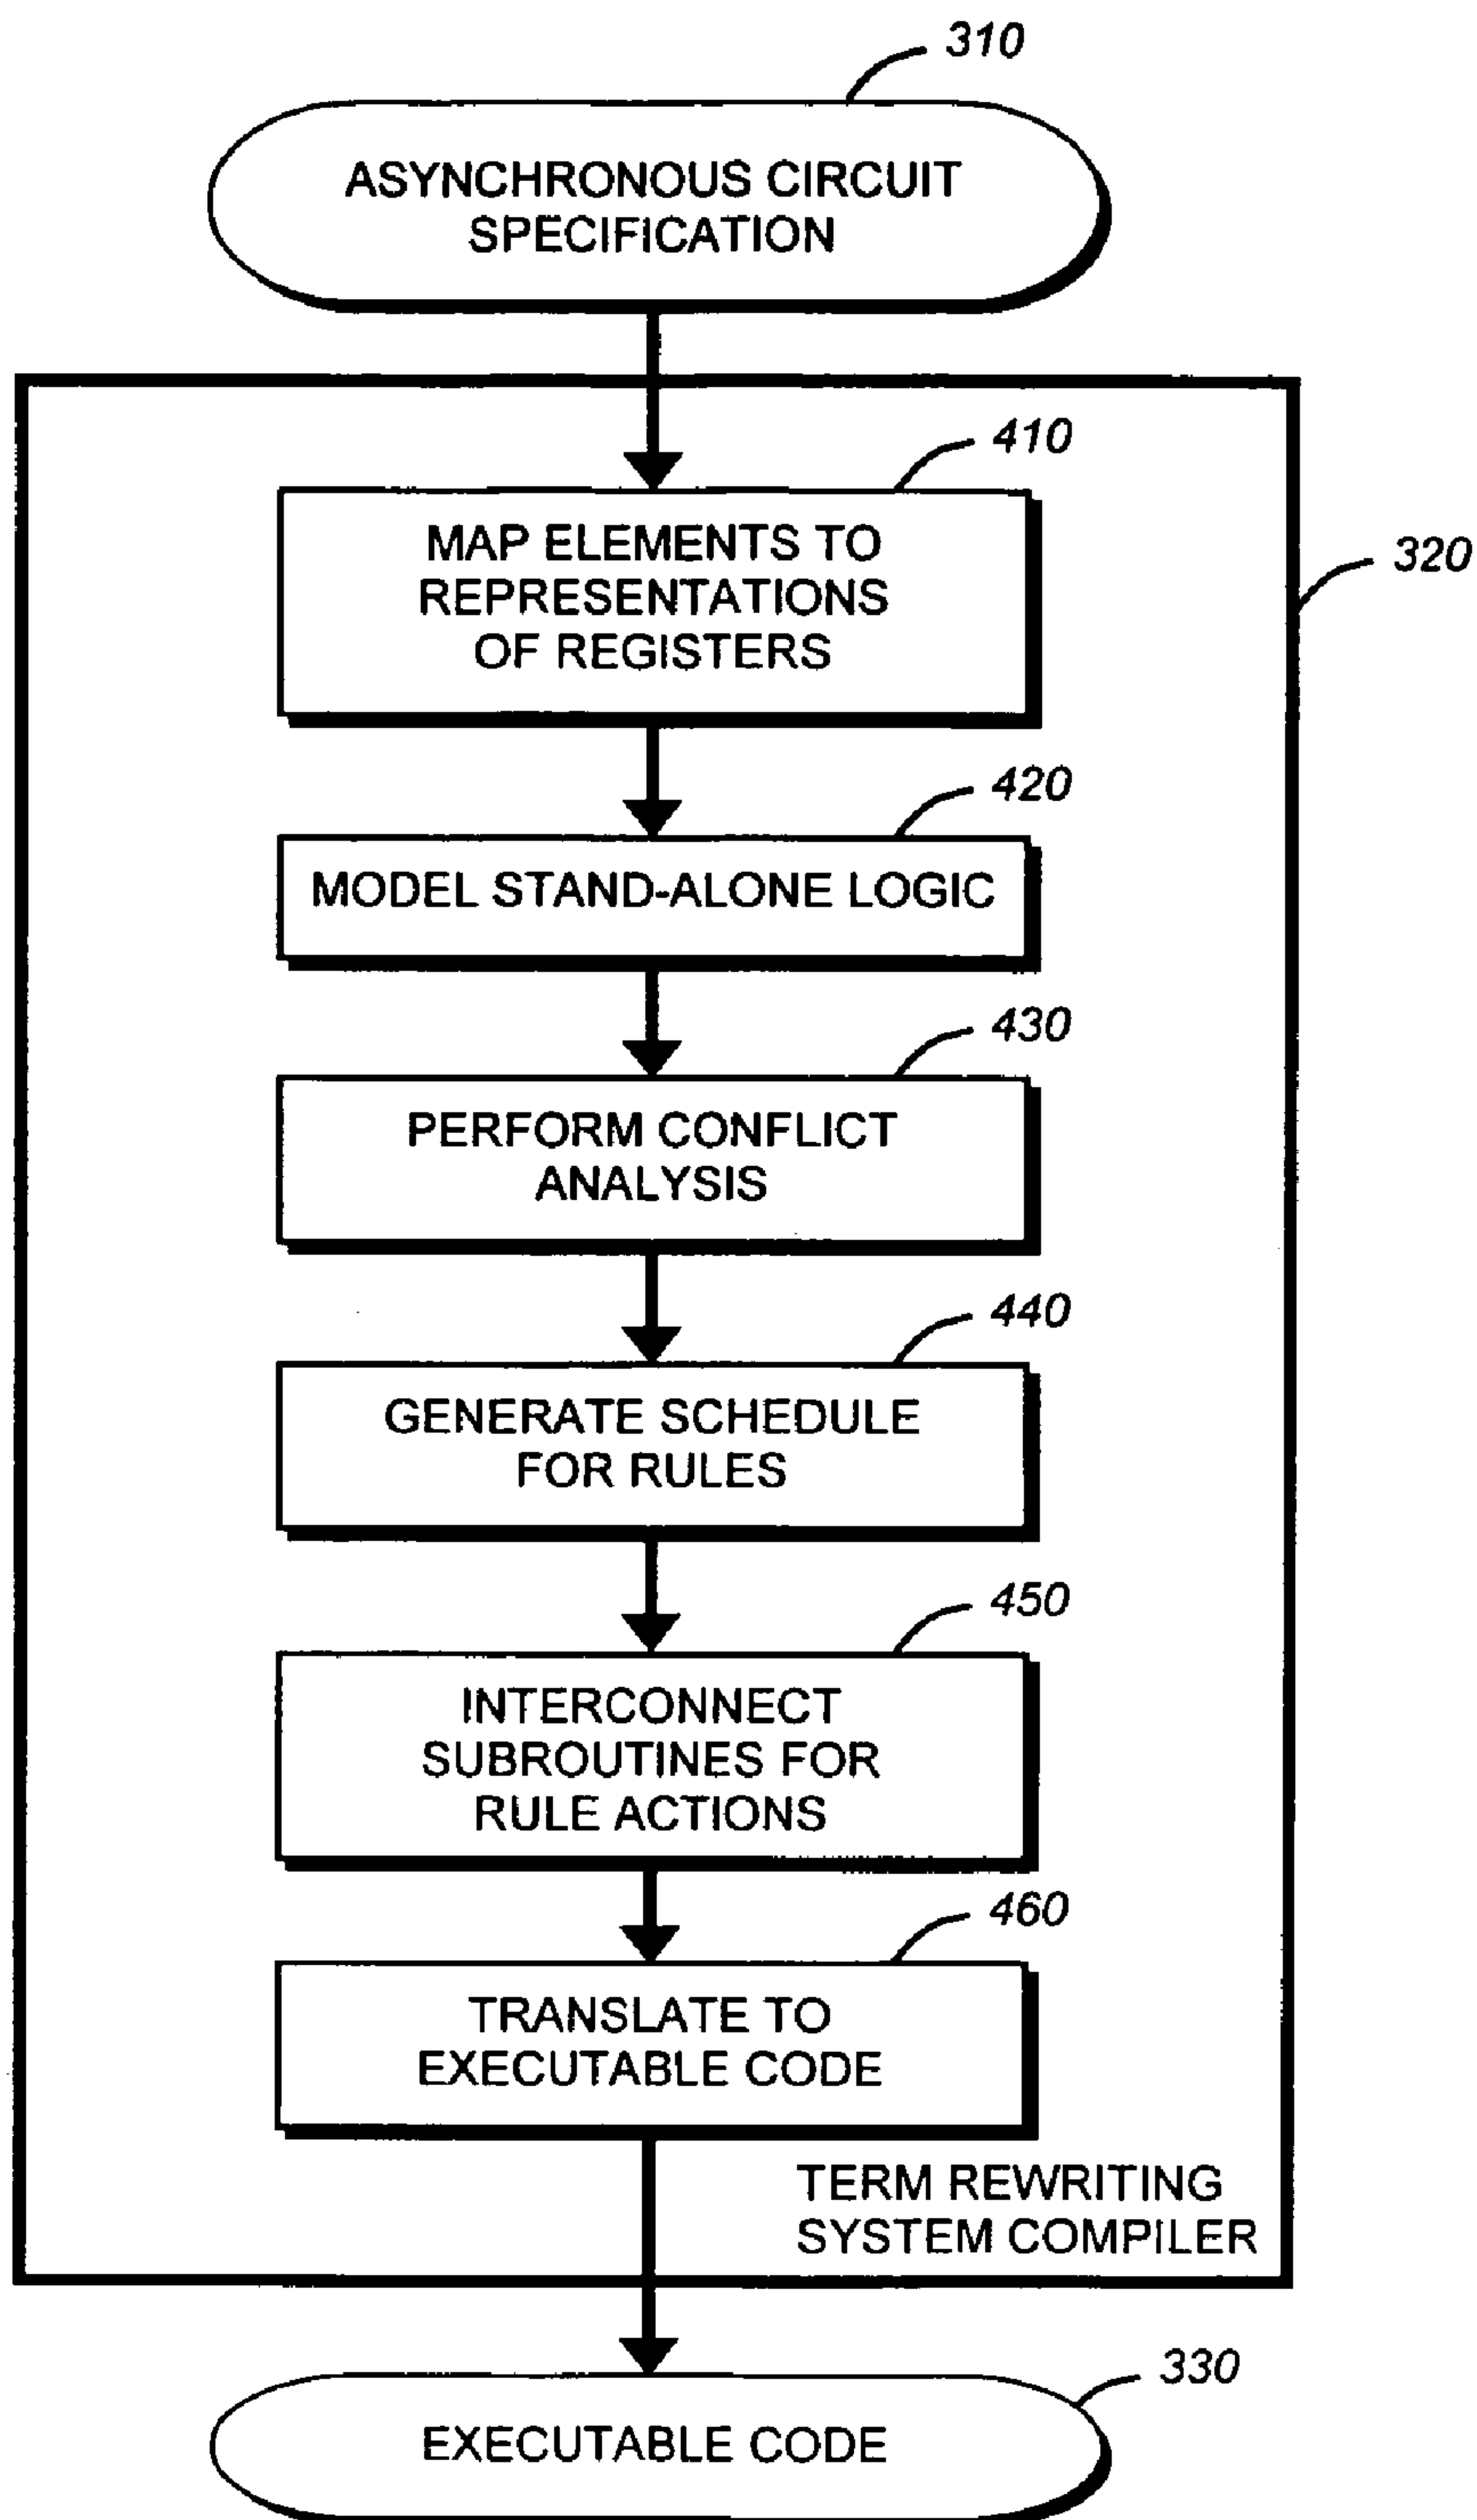 310
ASYNCHRONOUS CIRCUIT
SPECIFICATION
410
MAP ELEMENTS TO
REPRESENTATIONS
OF REGISTERS
320
420
MODEL STAND-ALONE LOGIC
430
PERFORM CONFLICT
ANALYSIS
440
GENERATE SCHEDULE
FOR RULES
450
INTERCONNECT
SUBROUTINES FOR
RULE ACTIONS
460
TRANSLATE TO
EXECUTABLE CODE
TERM REWRITING
SYSTEM COMPILER
330
EXECUTABLE CODE